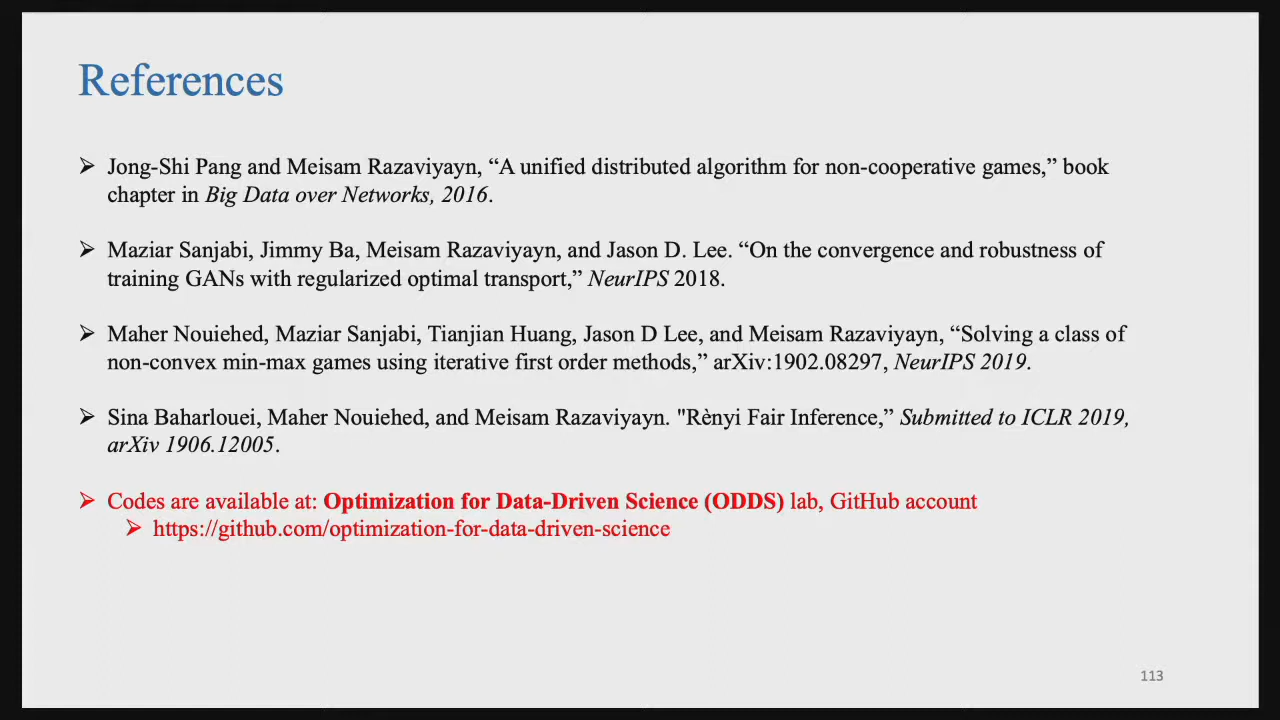 References
➢ Jong-Shi Pang and Meisam Razaviyayn, “A unified distributed algorithm for non-cooperative games,” book
chapter in Big Data over Networks, 2016.
➢ Maziar Sanjabi, Jimmy Ba, Meisam Razaviyayn, and Jason D. Lee. “On the convergence and robustness of
training GANs with regularized optimal transport,” NeurIPS 2018.
➢ Maher Nouiehed, Maziar Sanjabi, Tianjian Huang, Jason D Lee, and Meisam Razaviyayn, “Solving a class of
non-convex min-max games using iterative first order methods,” arXiv:1902.08297, NeurIPS 2019.
➢ Sina Baharlouei, Maher Nouiehed, and Meisam Razaviyayn. "Rènyi Fair Inference,” Submitted to ICLR 2019,
arXiv 1906.12005.
➢ Codes are available at: Optimization for Data-Driven Science (ODDS) lab, GitHub account
➢ https://github.com/optimization-for-data-driven-science
113